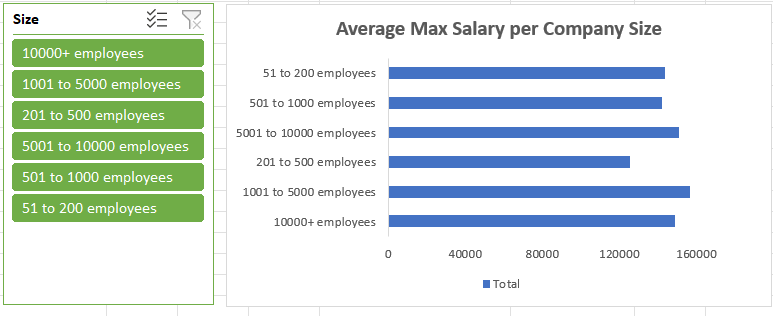 Size
10000+ employees
1001 to 5000 employees
201 to 500 employees
5001 to 10000 employees
501 to 1000 employees
51 to 200 employees
Average Max Salary per Company Size
51 to 200 employees
501 to 1000 employees
5001 to 10000 employees
201 to 500 employees
1001 to 5000 employees
10000+ employees
0 40000 80000 120000 160000
Total